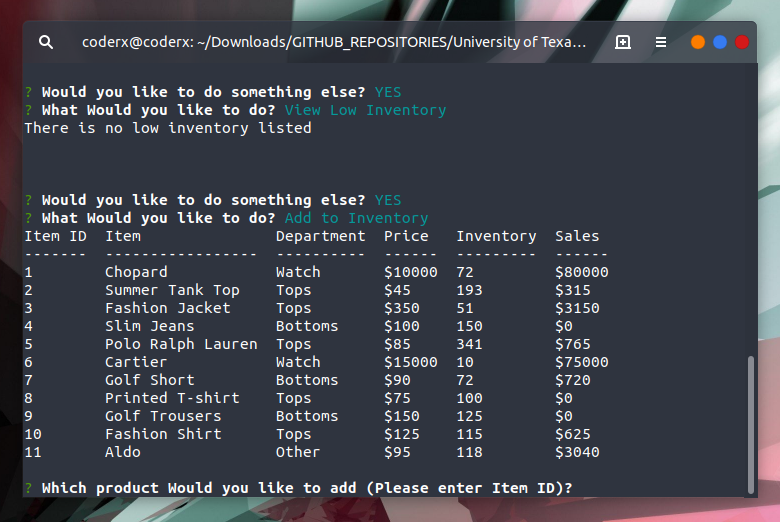 coderx@coderx: ~/Downloads/GITHUB_REPOSITORIES/University of Texa...
? Would you like to do something else? YES
? What Would you like to do? View Low Inventory
There is no low inventory listed
? Would you like to do something else? YES
? What Would you like to do? Add to Inventory
Item ID  Item               Department  Price   Inventory  Sales
-------  -----------------  ----------  ------  ---------  ------
1        Chopard            Watch       $10000  72         $80000
2        Summer Tank Top    Tops        $45     193        $315
3        Fashion Jacket     Tops        $350    51         $3150
4        Slim Jeans         Bottoms     $100    150        $0
5        Polo Ralph Lauren  Tops        $85     341        $765
6        Cartier            Watch       $15000  10         $75000
7        Golf Short         Bottoms     $90     72         $720
8        Printed T-shirt    Tops        $75     100        $0
9        Golf Trousers      Bottoms     $150    125        $0
10       Fashion Shirt      Tops        $125    115        $625
11       Aldo               Other       $95     118        $3040
? Which product Would you like to add (Please enter Item ID)?